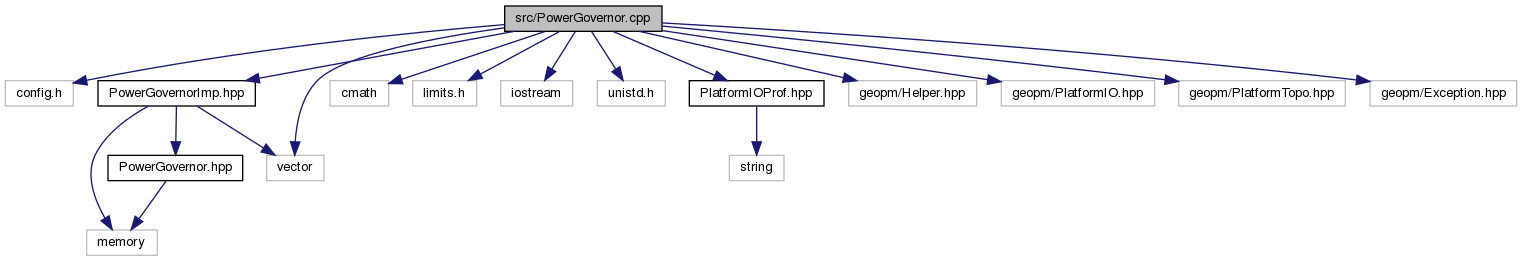 src/PowerGovernor.cpp
config.h
PowerGovernorImp.hpp
cmath
limits.h
iostream
unistd.h
PlatformIOProf.hpp
geopm/Helper.hpp
geopm/PlatformIO.hpp
geopm/PlatformTopo.hpp
geopm/Exception.hpp
PowerGovernor.hpp
vector
string
memory